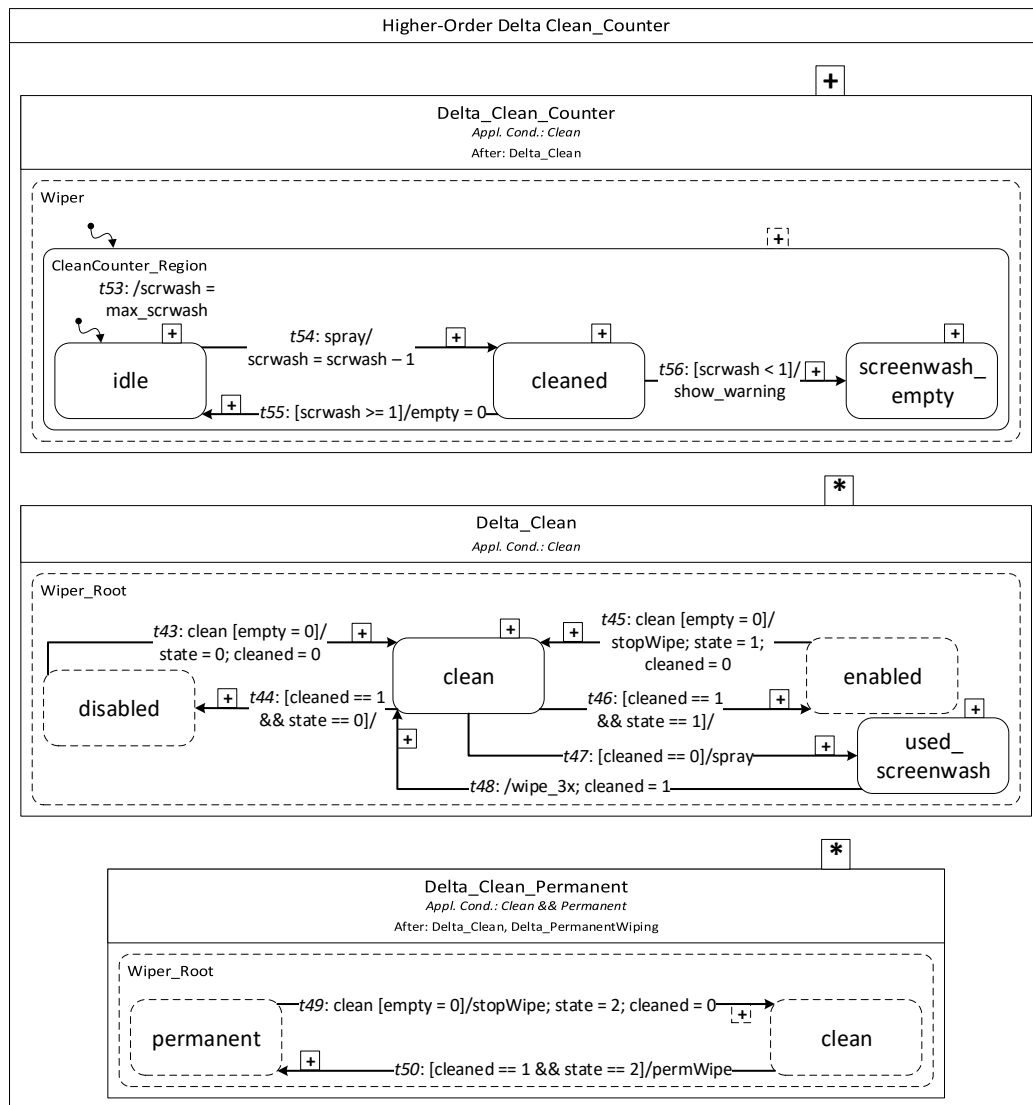 Higher-Order Delta Clean_Counter
+
Delta_Clean_Counter
Appl. Cond.: Clean
After: Delta_Clean
Wiper
+
CleanCounter_Region
t53: /scrwash =
max_scrwash
+
t54: spray/
scrwash = scrwash – 1
+
+
+
idle
cleaned
t56: [scrwash < 1]/
show_warning
+
screenwash_
empty
+
t55: [scrwash >= 1]/empty = 0
*
Delta_Clean
Appl. Cond.: Clean
Wiper_Root
t43: clean [empty = 0]/
state = 0; cleaned = 0
+
+
+
t45: clean [empty = 0]/
stopWipe; state = 1;
cleaned = 0
disabled
+
t44: [cleaned == 1
&& state == 0]/
clean
t46: [cleaned == 1
&& state == 1]/
+
enabled
+
+
t47: [cleaned == 0]/spray
+
used_
screenwash
t48: /wipe_3x; cleaned = 1
*
Delta_Clean_Permanent
Appl. Cond.: Clean && Permanent
After: Delta_Clean, Delta_PermanentWiping
Wiper_Root
t49: clean [empty = 0]/stopWipe; state = 2; cleaned = 0
+
permanent
clean
+
t50: [cleaned == 1 && state == 2]/permWipe